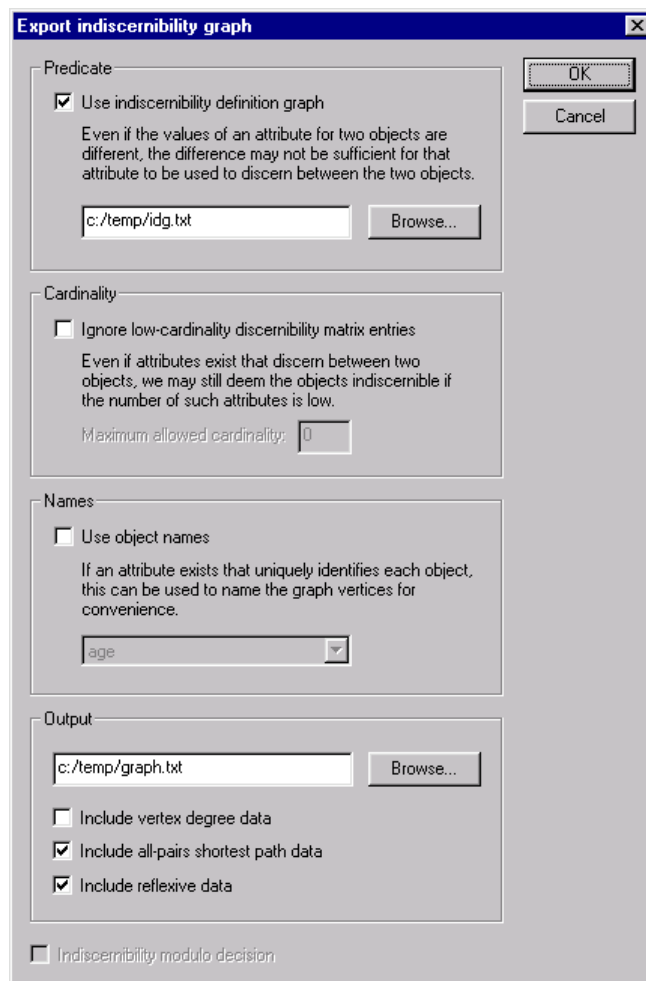 Export indiscernibility graph
OK
Cancel
Predicate
Use indiscernibility definition graph
Even if the values of an attribute for two objects are
different, the difference may not be sufficient for that
attribute to be used to discern between the two objects.
c:/temp/idg.txt
Browse...
Cardinality
Ignore low-cardinality discernibility matrix entries
Even if attributes exist that discern between two
objects, we may still deem the objects indiscernible if
the number of such attributes is low.
Maximum allowed cardinality: 0
Names
Use object names
If an attribute exists that uniquely identifies each object,
this can be used to name the graph vertices for
convenience.
age
Output
c:/temp/graph.txt
Browse...
Include vertex degree data
Include all-pairs shortest path data
Include reflexive data
Indiscernibility modulo decision